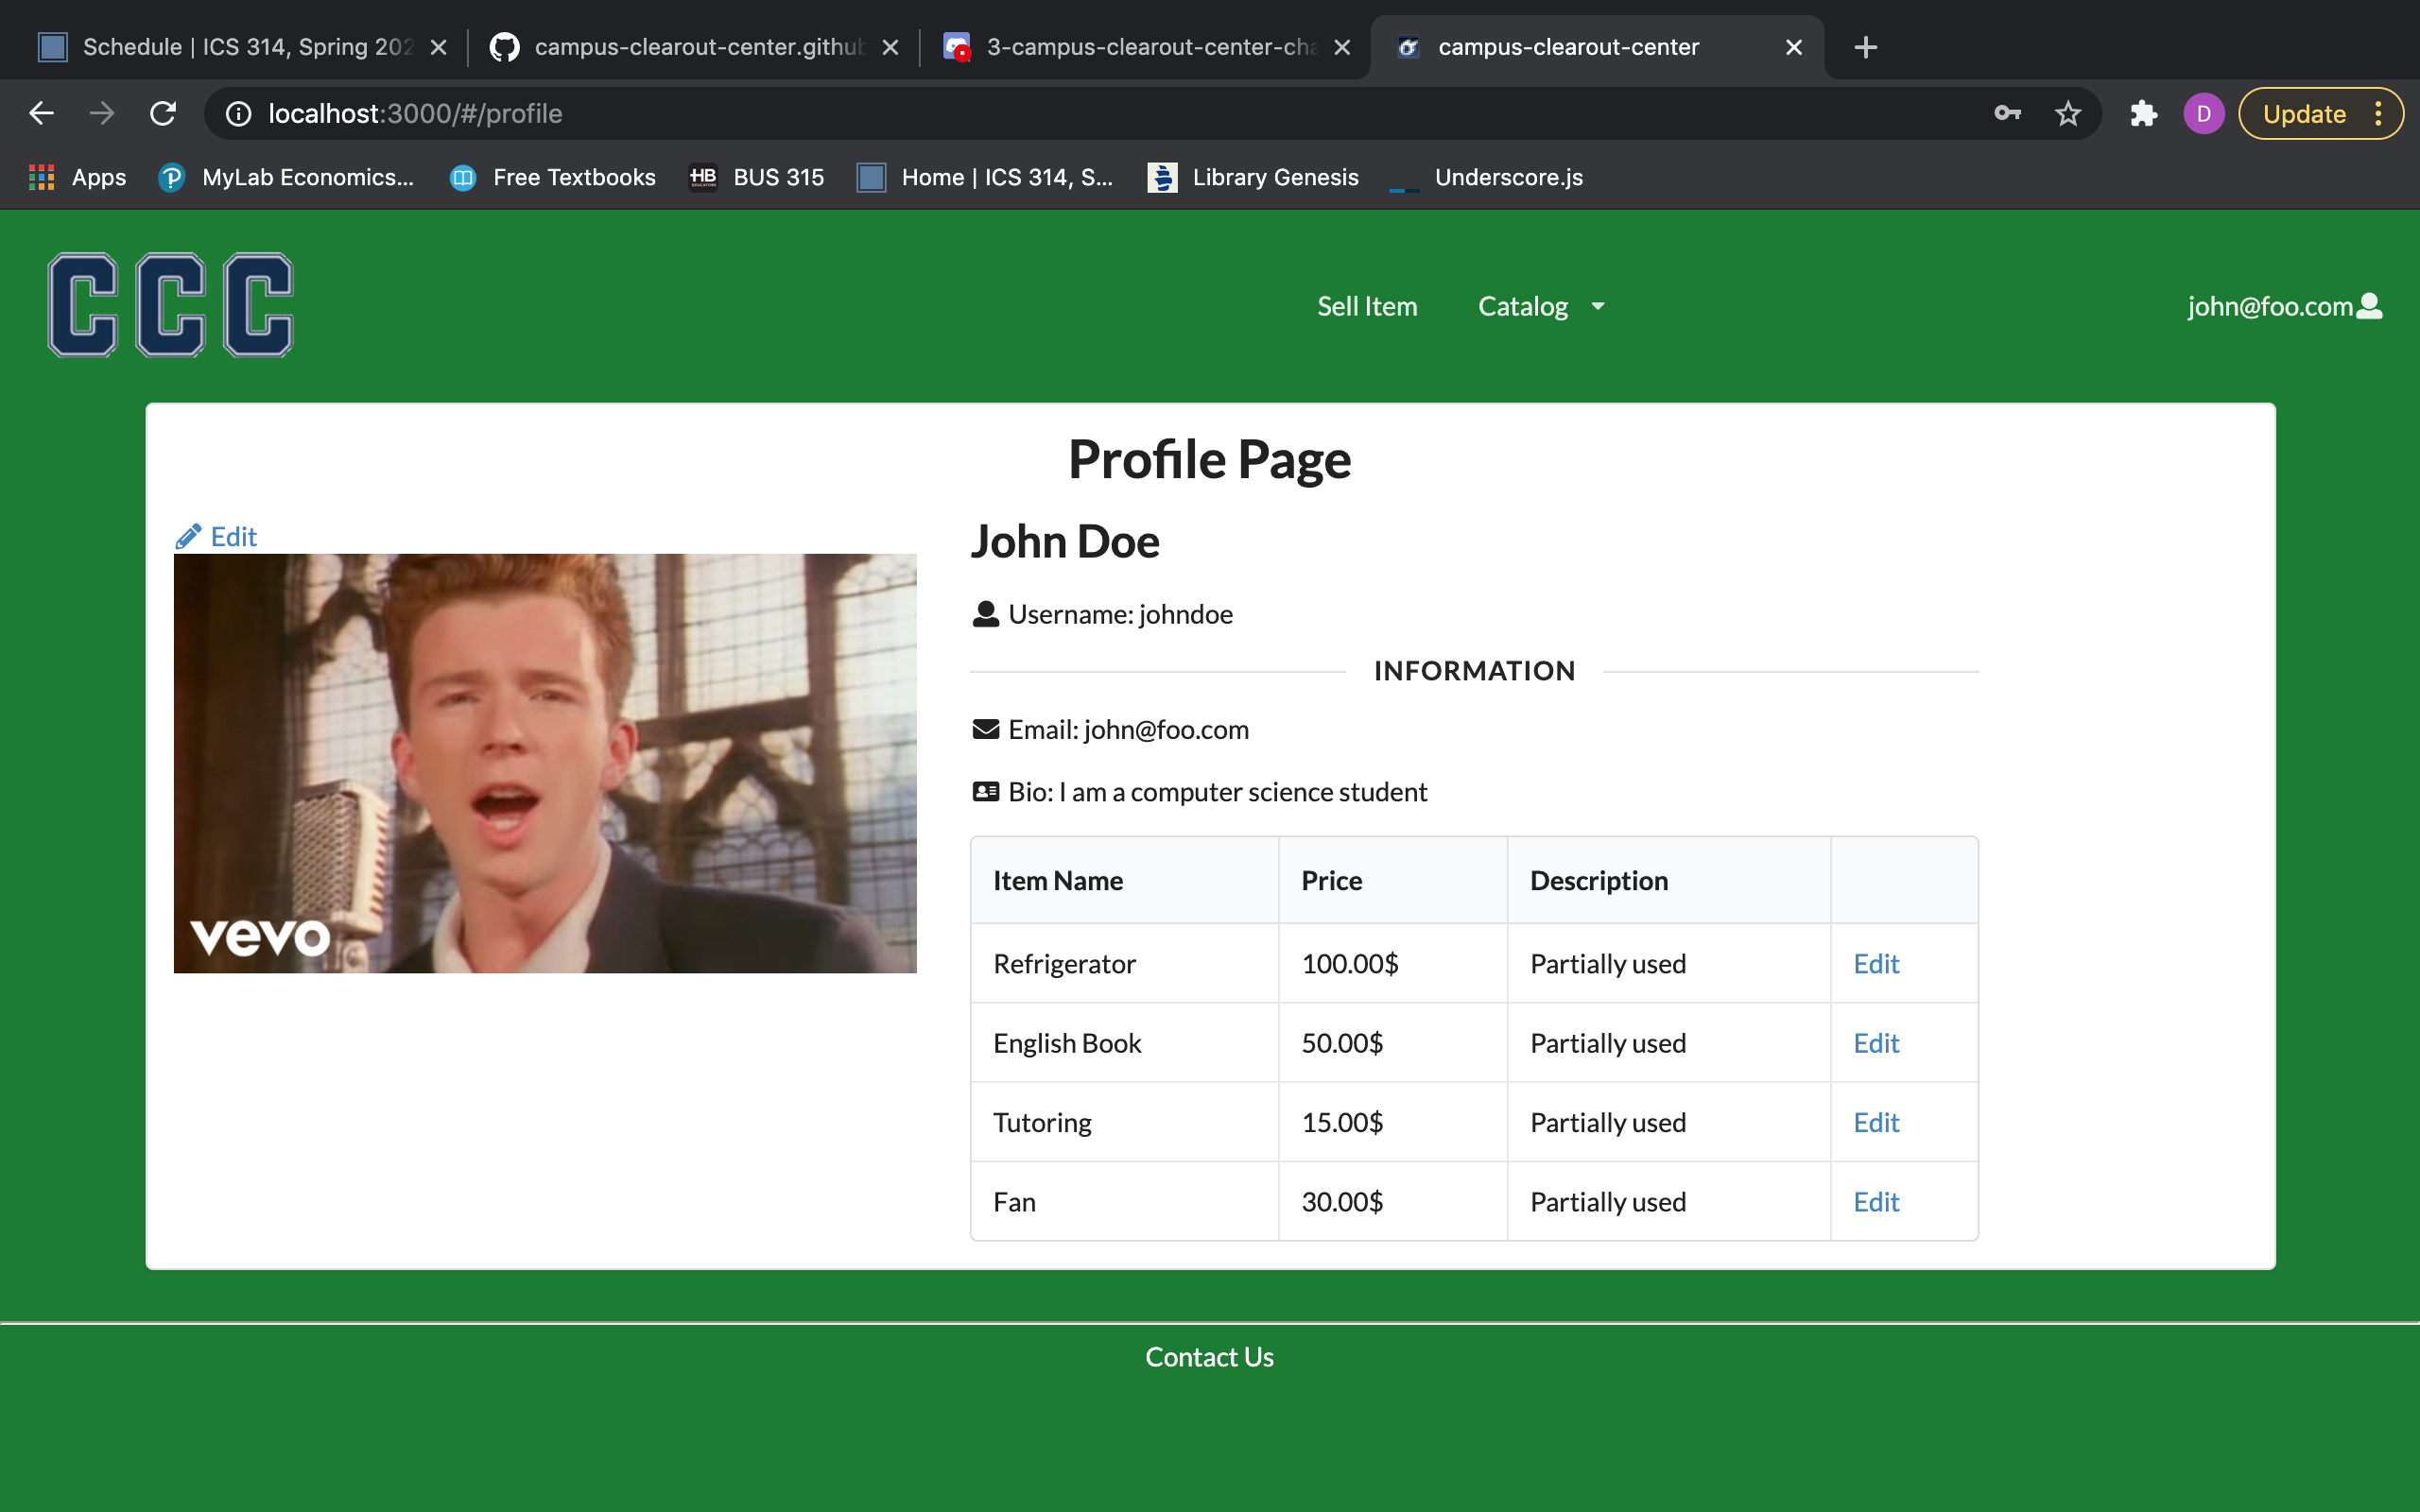 Schedule | ICS 314, Spring 202
campus-clearout-center.github
3-campus-clearout-center-cha
campus-clearout-center
localhost:3000/#/profile
D
Update
Apps
MyLab Economics...
Free Textbooks
HB
BUS 315
Home | ICS 314, S...
Library Genesis
Underscore.js
CCC
Sell Item
Catalog
john@foo.com
Profile Page
Edit
vevo
John Doe
Username: johndoe
INFORMATION
Email: john@foo.com
Bio: I am a computer science student
Item Name Price Description
Refrigerator 100.00$ Partially used Edit
English Book 50.00$ Partially used Edit
Tutoring 15.00$ Partially used Edit
Fan 30.00$ Partially used Edit
Contact Us